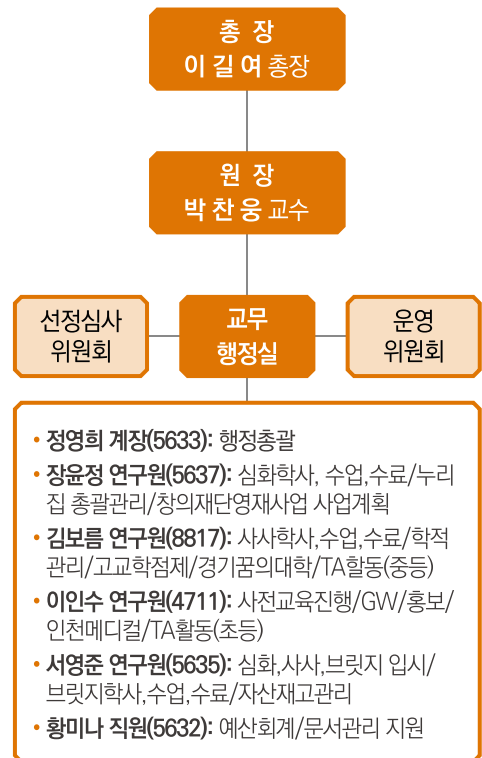 총 장
이 길 여 총장
원 장
박 찬 웅 교수
선정심사
위원회
교무
행정실
운영
위원회
• 정영희 계장(5633): 행정총괄
• 장윤정 연구원(5637): 심화학사, 수업,수료/누리
집 총괄관리/창의재단영재사업 사업계획
• 김보름 연구원(8817): 사사학사,수업,수료/학적
관리/고교학점제/경기꿈의대학/TA할동(중등)
• 이인수 연구원(4711): 사전교육진행/GW/홍보/
인천메디컬/TA활동(초등)
• 서영준 연구원(5635): 심화,사사,브릿지 입시/
브릿지학사,수업,수료/자산재고관리
• 황미나 직원(5632): 예산회계/문서관리 지원